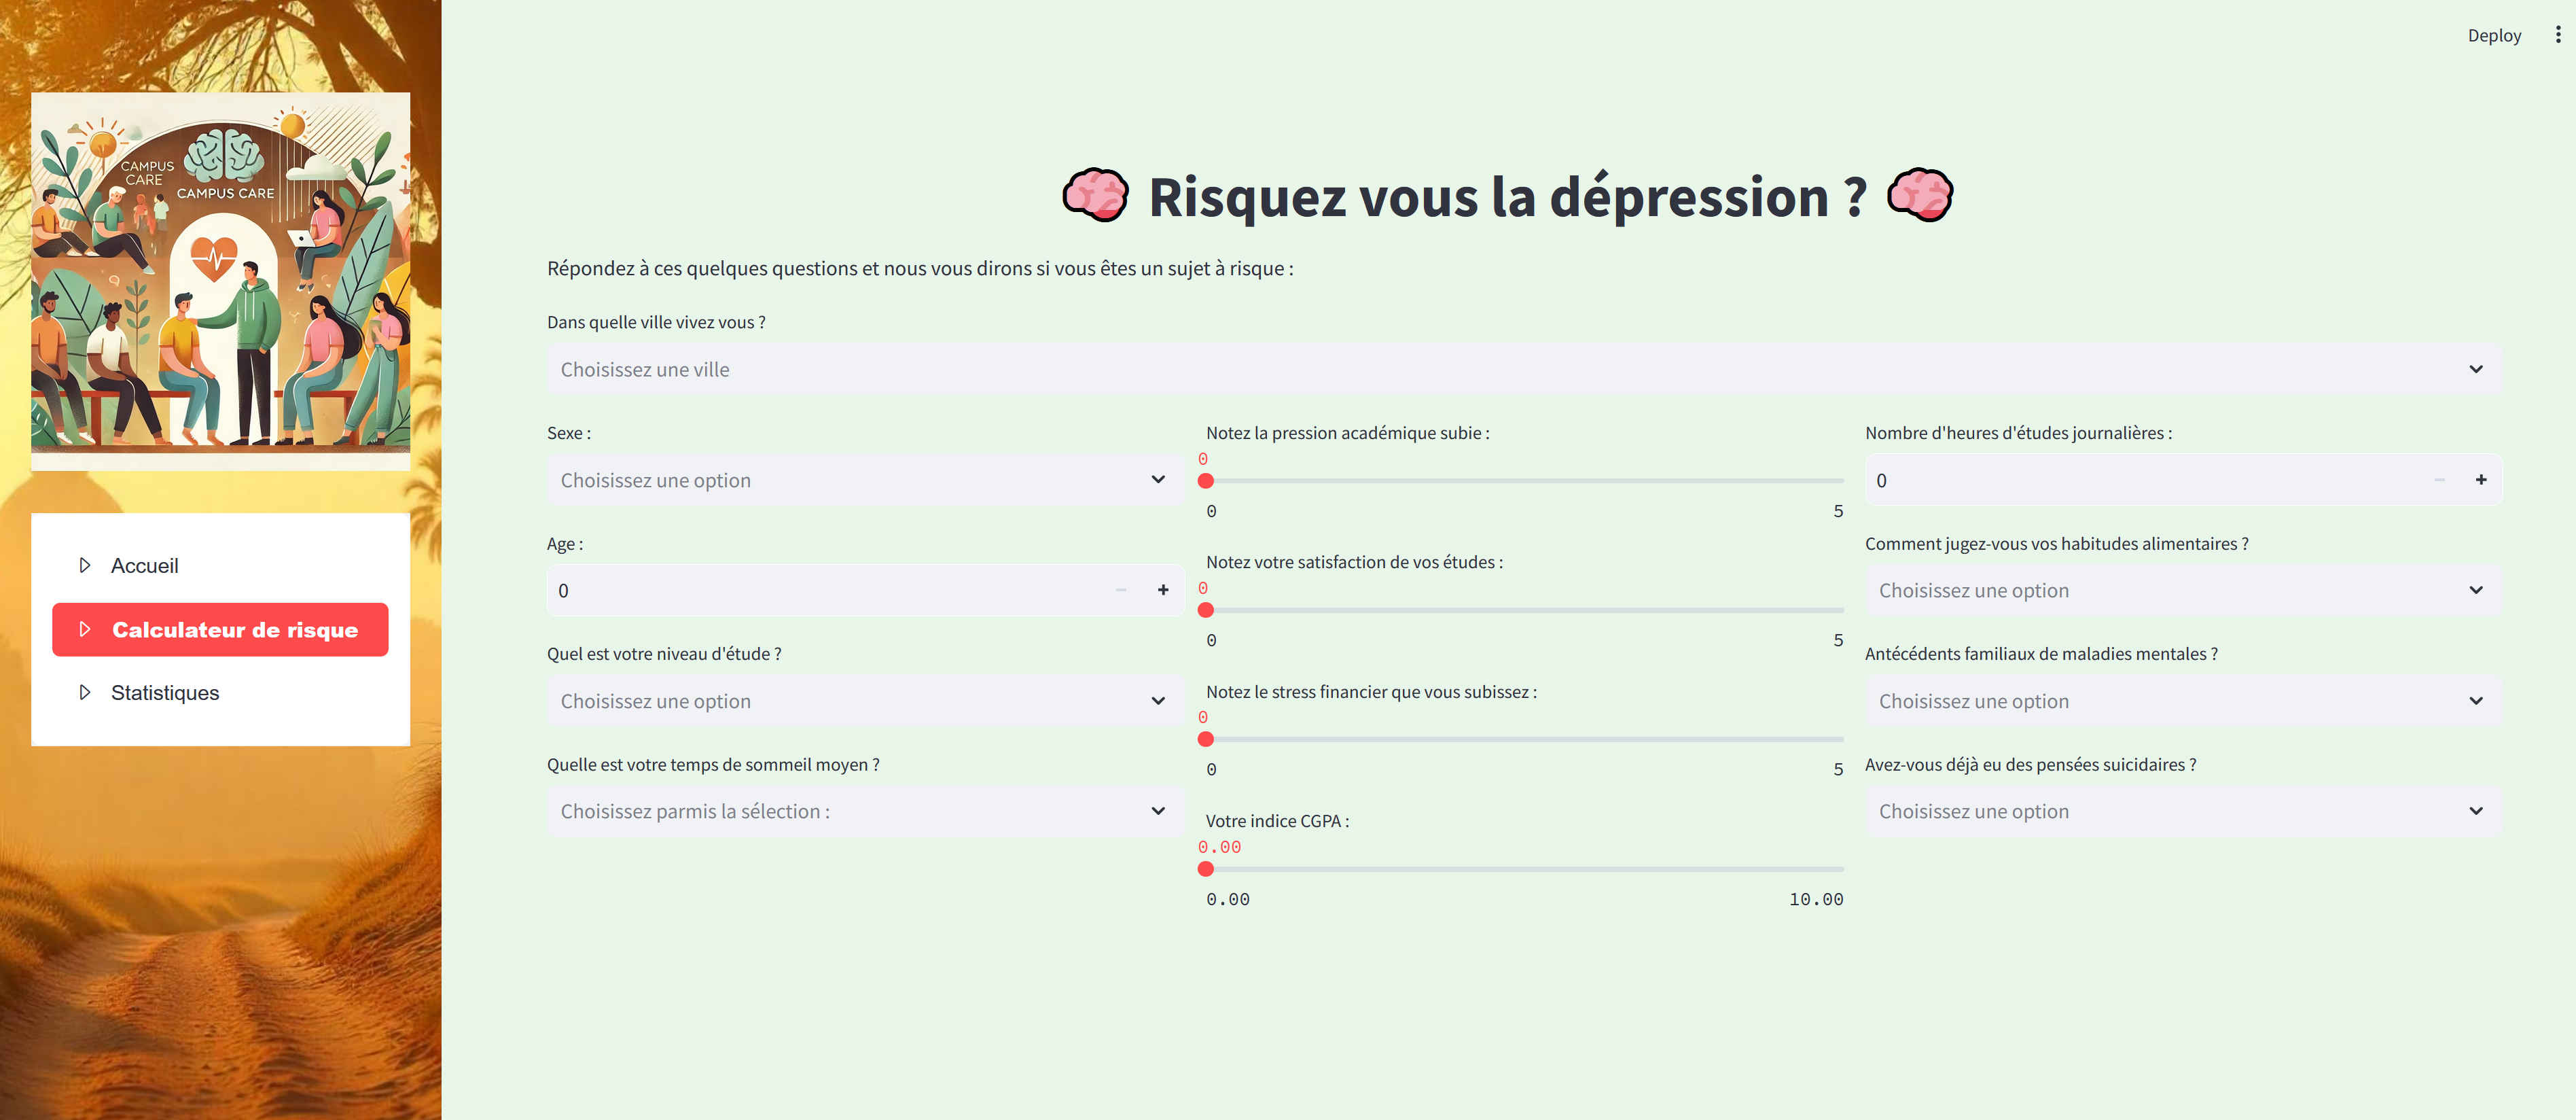 Deploy
CAMPUS
CARE
CAMPUS CARE
Accueil
Calculateur de risque
Statistiques
Risquez vous la dépression ?
Répondez à ces quelques questions et nous vous dirons si vous êtes un sujet à risque :
Dans quelle ville vivez vous ?
Choisissez une ville
Sexe :
Choisissez une option
Age :
0
Quel est votre niveau d'étude ?
Choisissez une option
Quelle est votre temps de sommeil moyen ?
Choisissez parmis la sélection :
Notez la pression académique subie :
0
0 5
Notez votre satisfaction de vos études :
0
0 5
Notez le stress financier que vous subissez :
0
0 5
Votre indice CGPA :
0.00
0.00 10.00
Nombre d'heures d'études journalières :
0
Comment jugez-vous vos habitudes alimentaires ?
Choisissez une option
Antécédents familiaux de maladies mentales ?
Choisissez une option
Avez-vous déjà eu des pensées suicidaires ?
Choisissez une option